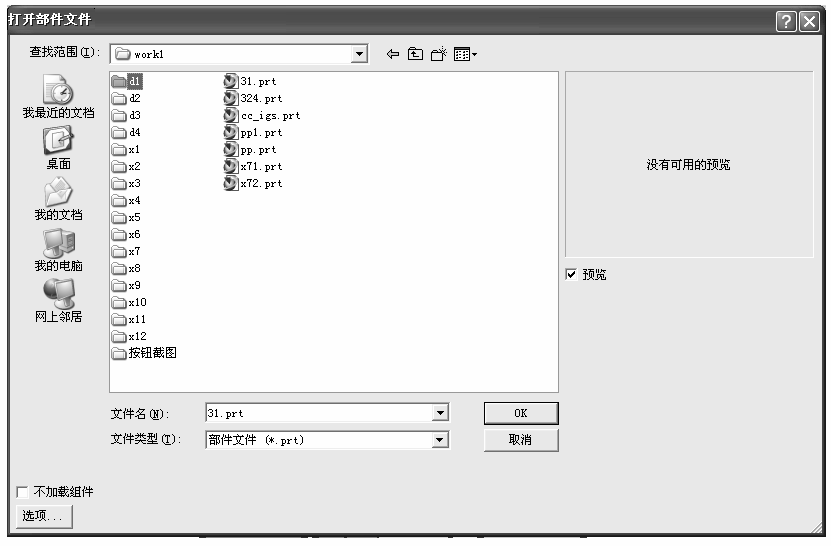 打开部件文件
查找范围(I): work1
我最近的文档
桌面
我的文档
我的电脑
网上邻居
d1
d2
d3
d4
x1
x2
x3
x4
x5
x6
x7
x8
x9
x10
x11
x12
按钮截图
31.prt
324.prt
cc_igs.prt
pp1.prt
pp.prt
x71.prt
x72.prt
没有可用的预览
预览
文件名(N): 31.prt OK
文件类型(T): 部件文件 (*.prt) 取消
不加载组件
选项...